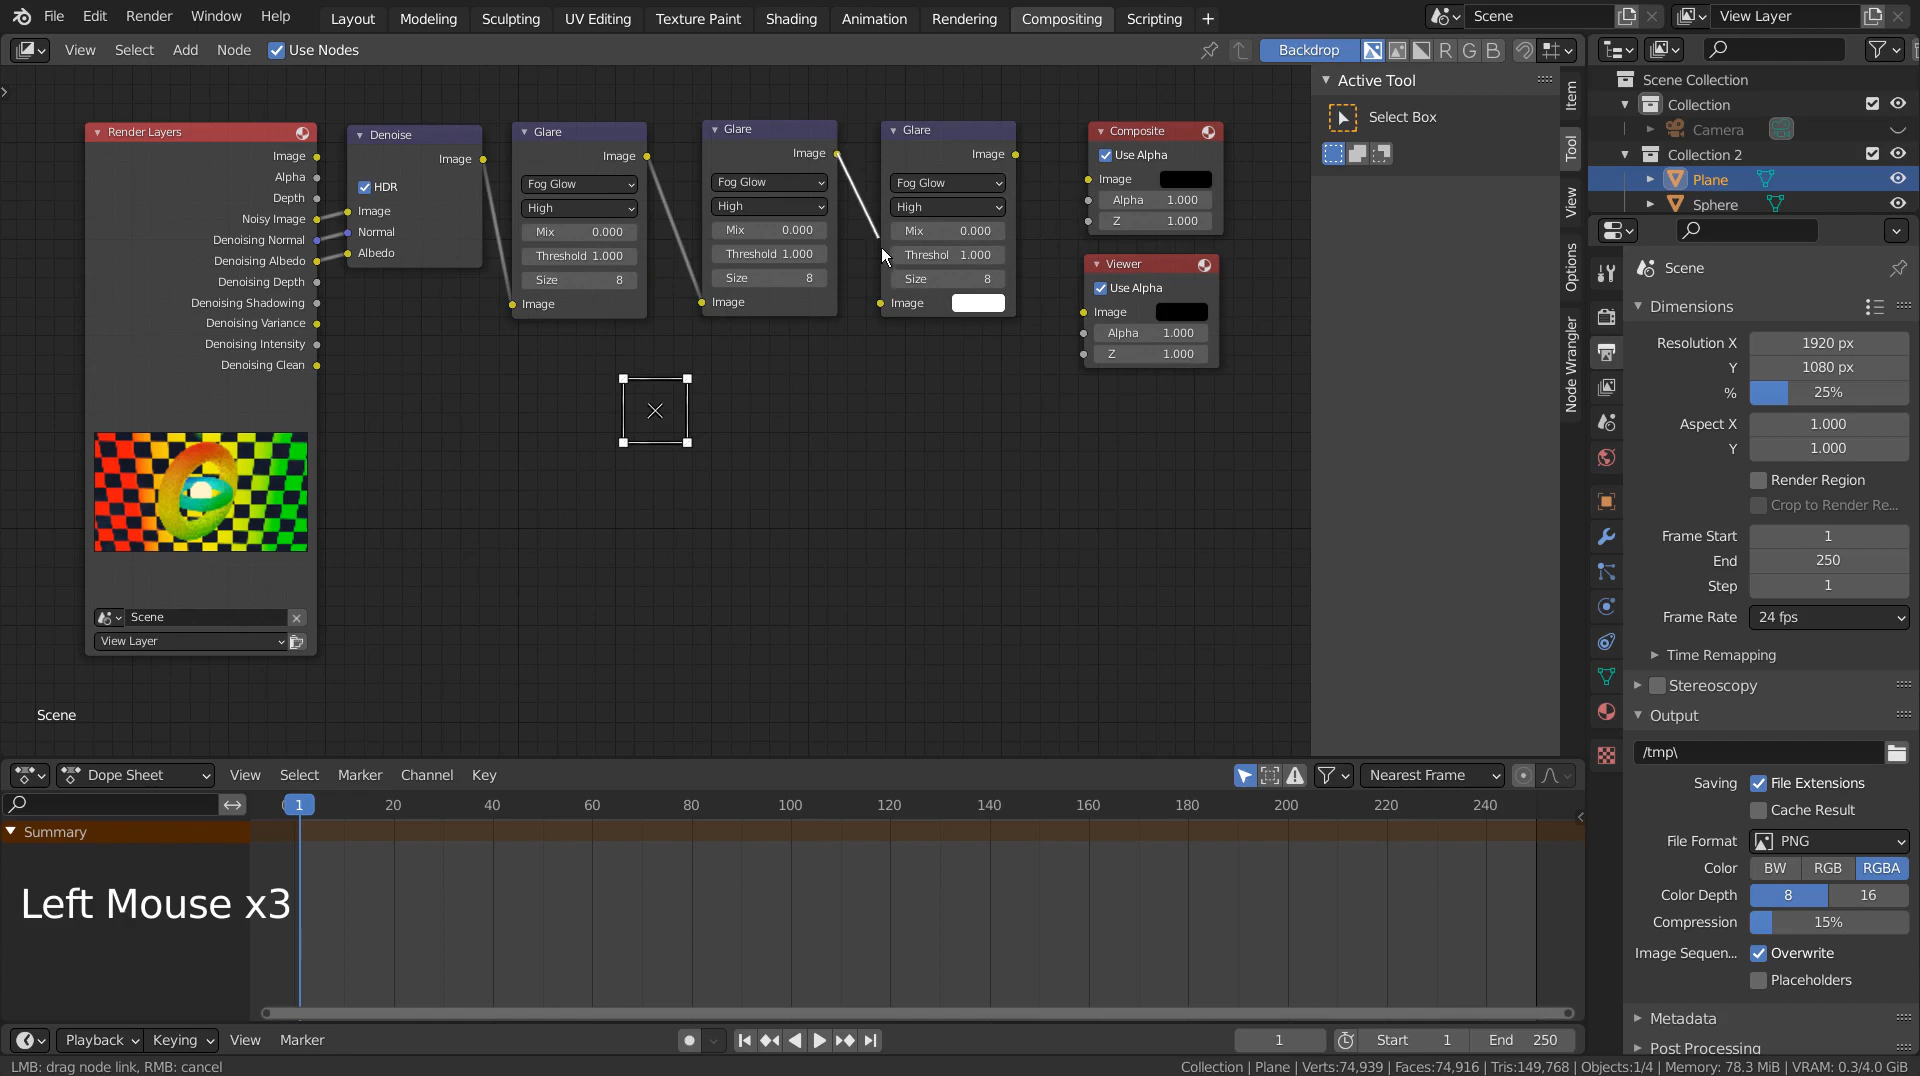 File Edit Render Window Help Layout Modeling Sculpting UV Editing Texture Paint Shading Animation Rendering Compositing Scripting + Scene View Layer
View Select Add Node Use Nodes Backdrop R G B
Active Tool
Select Box
Item
Tool
View
Options
Node Wrangler
Render Layers
Image
Alpha
Depth
Noisy Image
Denoising Normal
Denoising Albedo
Denoising Depth
Denoising Shadowing
Denoising Variance
Denoising Intensity
Denoising Clean
Scene
View Layer
Denoise
Image
HDR
Image
Normal
Albedo
Glare
Image
Fog Glow
High
Mix 0.000
Threshold 1.000
Size 8
Image
Glare
Image
Fog Glow
High
Mix 0.000
Threshold 1.000
Size 8
Image
Glare
Image
Fog Glow
High
Mix 0.000
Threshol 1.000
Size 8
Image
Composite
Use Alpha
Image
Alpha 1.000
Z 1.000
Viewer
Use Alpha
Image
Alpha 1.000
Z 1.000
Scene
Scene Collection
Collection
Camera
Collection 2
Plane
Sphere
Scene
Dimensions
Resolution X 1920 px
Y 1080 px
% 25%
Aspect X 1.000
Y 1.000
Render Region
Crop to Render Re...
Frame Start 1
End 250
Step 1
Frame Rate 24 fps
Time Remapping
Stereoscopy
Output
/tmp\
Saving File Extensions
Cache Result
File Format PNG
Color BW RGB RGBA
Color Depth 8 16
Compression 15%
Image Sequen... Overwrite
Placeholders
Metadata
Post Processing
Dope Sheet View Select Marker Channel Key Nearest Frame
1 20 40 60 80 100 120 140 160 180 200 220 240
Summary
Left Mouse x3
Playback Keying View Marker 1 Start 1 End 250
LMB: drag node link, RMB: cancel Collection | Plane | Verts:74,939 | Faces:74,916 | Tris:149,768 | Objects:1/4 | Memory: 78.3 MiB | VRAM: 0.3/4.0 GiB